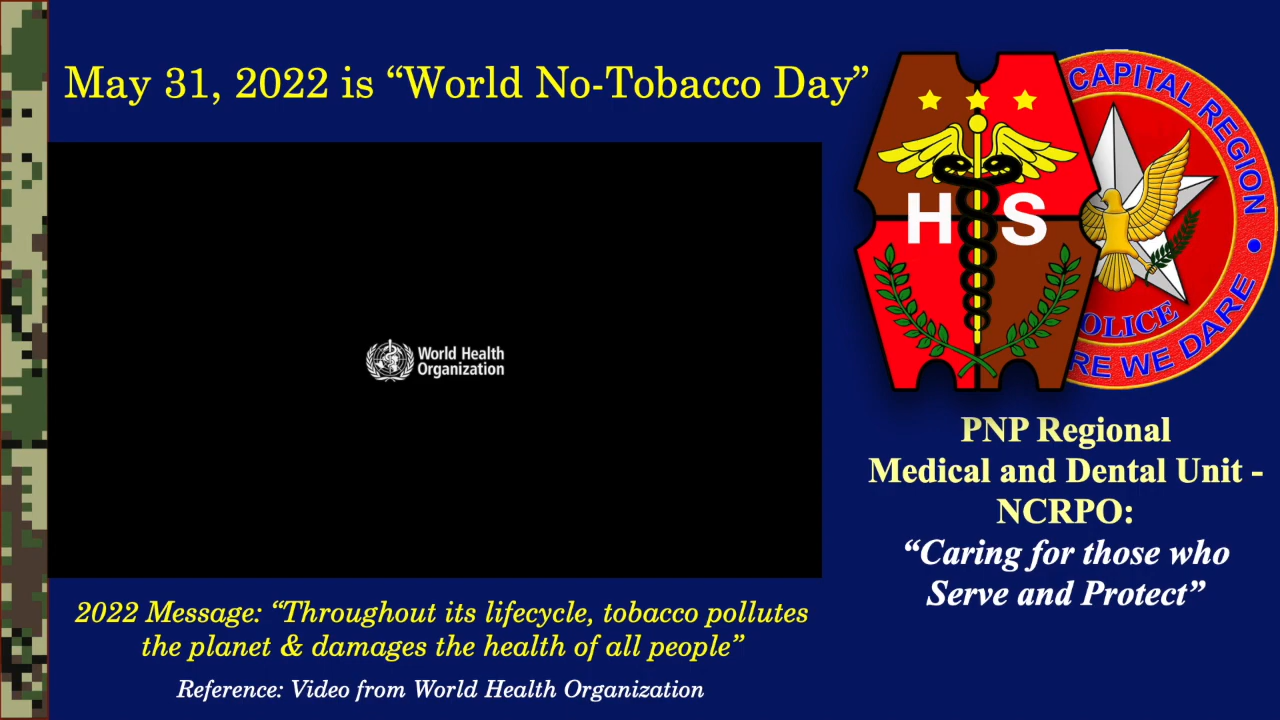 May 31, 2022 is “World No-Tobacco Day”
CAPITAL REGION
H S
POLICE
WE DARE
World Health
Organization
PNP Regional
Medical and Dental Unit -
NCRPO:
“Caring for those who
Serve and Protect”
2022 Message: “Throughout its lifecycle, tobacco pollutes
the planet & damages the health of all people”
Reference: Video from World Health Organization